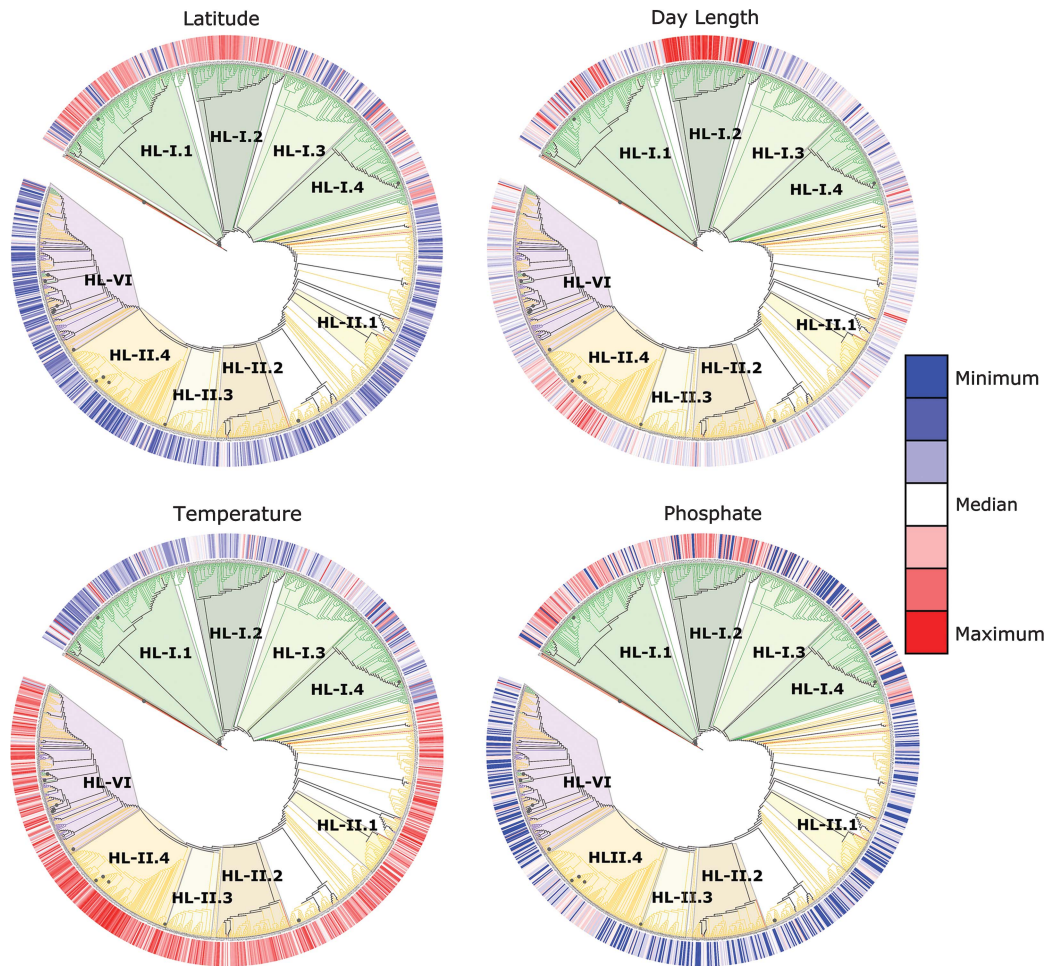 Latitude
HL-I.1
HL-I.2
HL-I.3
HL-I.4
HL-II.1
HL-II.2
HL-II.3
HL-II.4
HL-VI
Day Length
HL-I.1
HL-I.2
HL-I.3
HL-I.4
HL-II.1
HL-II.2
HL-II.3
HL-II.4
HL-VI
Minimum
Median
Maximum
Temperature
HL-I.1
HL-I.2
HL-I.3
HL-I.4
HL-II.1
HL-II.2
HL-II.3
HL-II.4
HL-VI
Phosphate
HL-I.1
HL-I.2
HL-I.3
HL-I.4
HL-II.1
HL-II.2
HL-II.3
HLII.4
HL-VI